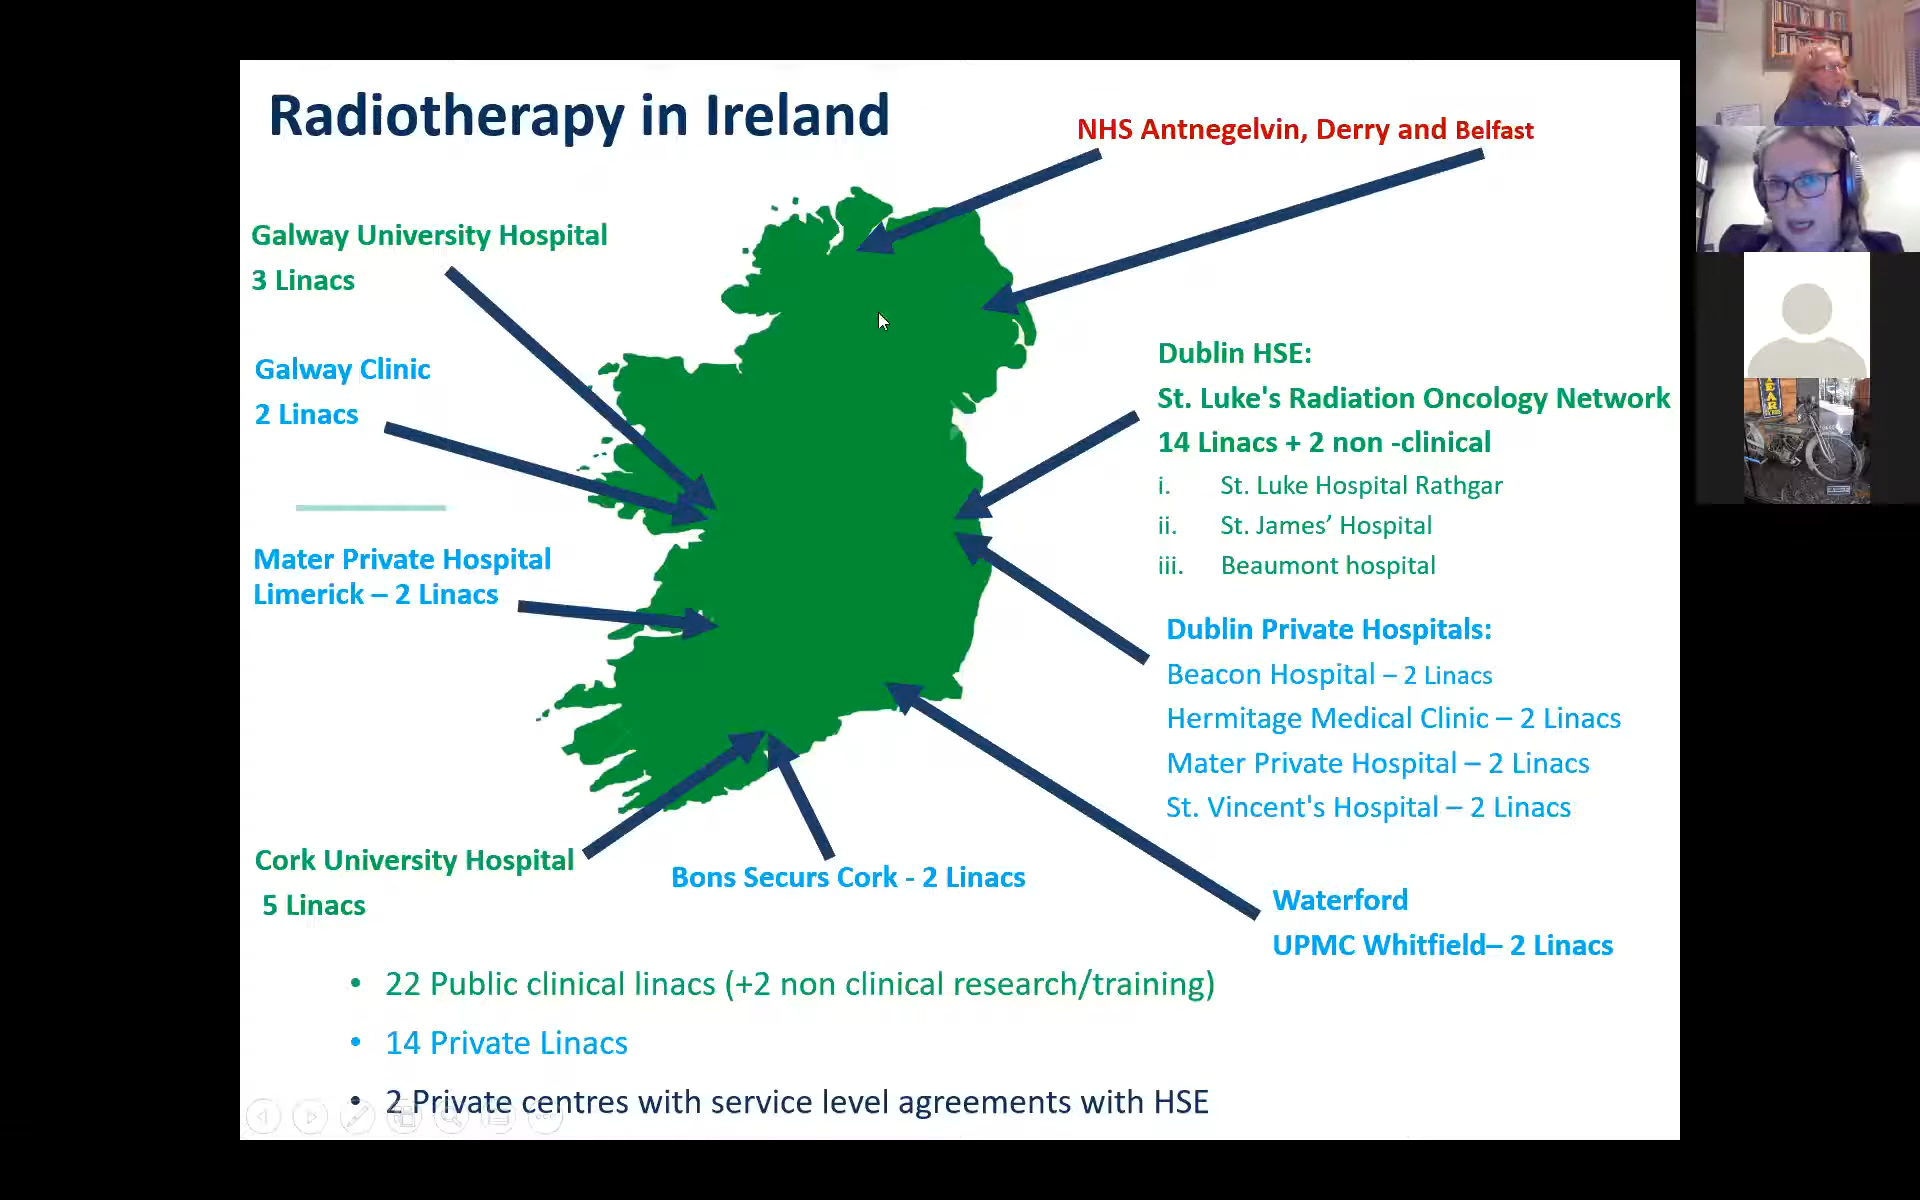 Radiotherapy in Ireland
NHS Antnegelvin, Derry and Belfast
Galway University Hospital
3 Linacs
Galway Clinic
2 Linacs
Mater Private Hospital
Limerick – 2 Linacs
Dublin HSE:
St. Luke's Radiation Oncology Network
14 Linacs + 2 non -clinical
i. St. Luke Hospital Rathgar
ii. St. James’ Hospital
iii. Beaumont hospital
Dublin Private Hospitals:
Beacon Hospital – 2 Linacs
Hermitage Medical Clinic – 2 Linacs
Mater Private Hospital – 2 Linacs
St. Vincent's Hospital – 2 Linacs
Cork University Hospital
5 Linacs
Bons Securs Cork - 2 Linacs
Waterford
UPMC Whitfield– 2 Linacs
• 22 Public clinical linacs (+2 non clinical research/training)
• 14 Private Linacs
• 2 Private centres with service level agreements with HSE